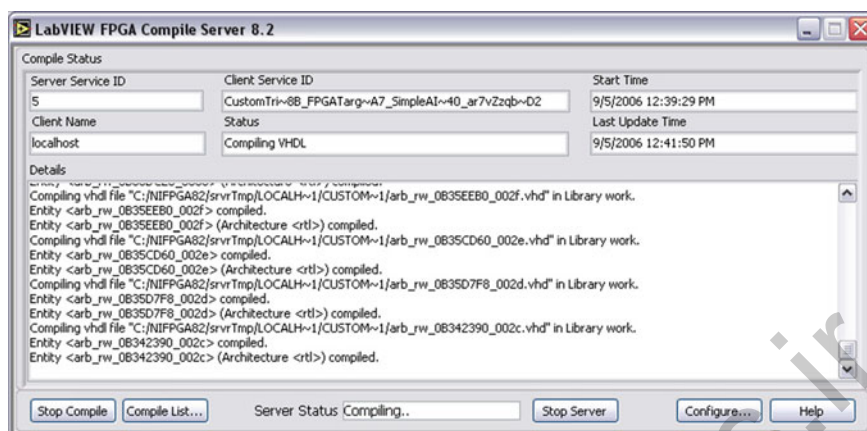 LabVIEW FPGA Compile Server 8.2
Compile Status
Server Service ID
Client Service ID
Start Time
5
CustomTri~8B_FPGATarg~A7_SimpleAI~40_ar7vZzqb~D2
9/5/2006 12:39:29 PM
Client Name
Status
Last Update Time
localhost
Compiling VHDL
9/5/2006 12:41:50 PM
Details
Compiling vhdl file "C:/NIFPGA82/srvrTmp/LOCALH~1/CUSTOM~1/arb_rw_0B35EEB0_002f.vhd" in Library work.
Entity <arb_rw_0B35EEB0_002f> compiled.
Entity <arb_rw_0B35EEB0_002f> (Architecture <rtl>) compiled.
Compiling vhdl file "C:/NIFPGA82/srvrTmp/LOCALH~1/CUSTOM~1/arb_rw_0B35CD60_002e.vhd" in Library work.
Entity <arb_rw_0B35CD60_002e> compiled.
Entity <arb_rw_0B35CD60_002e> (Architecture <rtl>) compiled.
Compiling vhdl file "C:/NIFPGA82/srvrTmp/LOCALH~1/CUSTOM~1/arb_rw_0B35D7F8_002d.vhd" in Library work.
Entity <arb_rw_0B35D7F8_002d> compiled.
Entity <arb_rw_0B35D7F8_002d> (Architecture <rtl>) compiled.
Compiling vhdl file "C:/NIFPGA82/srvrTmp/LOCALH~1/CUSTOM~1/arb_rw_0B342390_002c.vhd" in Library work.
Entity <arb_rw_0B342390_002c> compiled.
Entity <arb_rw_0B342390_002c> (Architecture <rtl>) compiled.
Stop Compile
Compile List...
Server Status
Compiling..
Stop Server
Configure...
Help